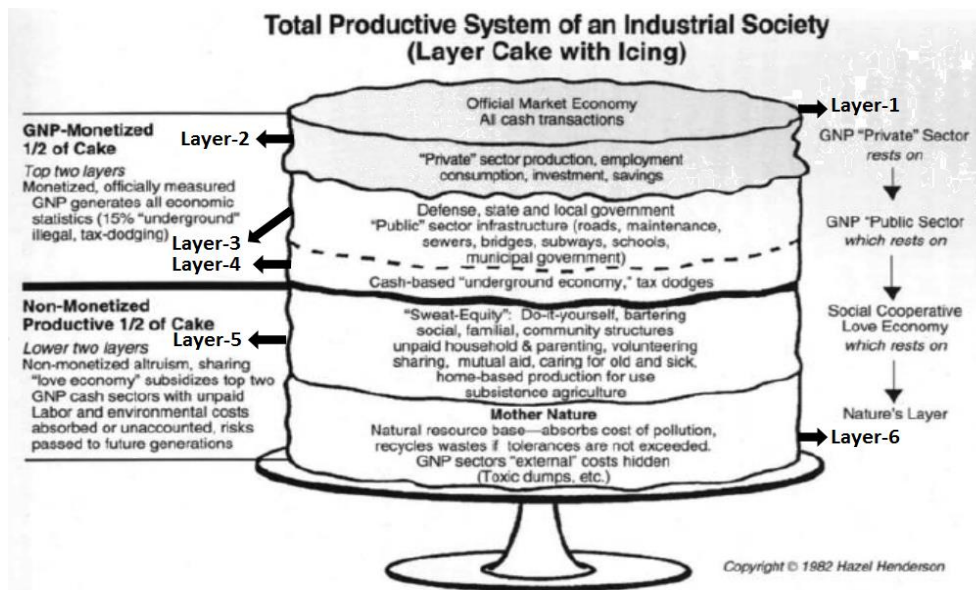 Total Productive System of an Industrial Society
(Layer Cake with Icing)
Official Market Economy
All cash transactions
Layer-1
GNP-Monetized
1/2 of Cake
Top two layers
Monetized, officially measured
GNP generates all economic
statistics (15% "underground"
illegal, tax-dodging)
Layer-2
Layer-3
Layer-4
"Private" sector production, employment
consumption, investment, savings
Defense, state and local government
"Public" sector infrastructure (roads, maintenance,
sewers, bridges, subways, schools,
municipal government)
Cash-based "underground economy," tax dodges
GNP "Private" Sector
rests on
GNP "Public Sector
which rests on
Social Cooperative
Love Economy
which rests on
Nature's Layer
Non-Monetized
Productive 1/2 of Cake
Lower two layers
Non-monetized altruism, sharing
"love economy" subsidizes top two
GNP cash sectors with unpaid
Labor and environmental costs
absorbed or unaccounted, risks
passed to future generations
Layer-5
"Sweat-Equity": Do-it-yourself, bartering
social, familial, community structures
unpaid household & parenting, volunteering
sharing, mutual aid, caring for old and sick,
home-based production for use
subsistence agriculture
Mother Nature
Natural resource base—absorbs cost of pollution,
recycles wastes if tolerances are not exceeded.
GNP sectors "external" costs hidden
(Toxic dumps, etc.)
Layer-6
Copyright © 1982 Hazel Henderson